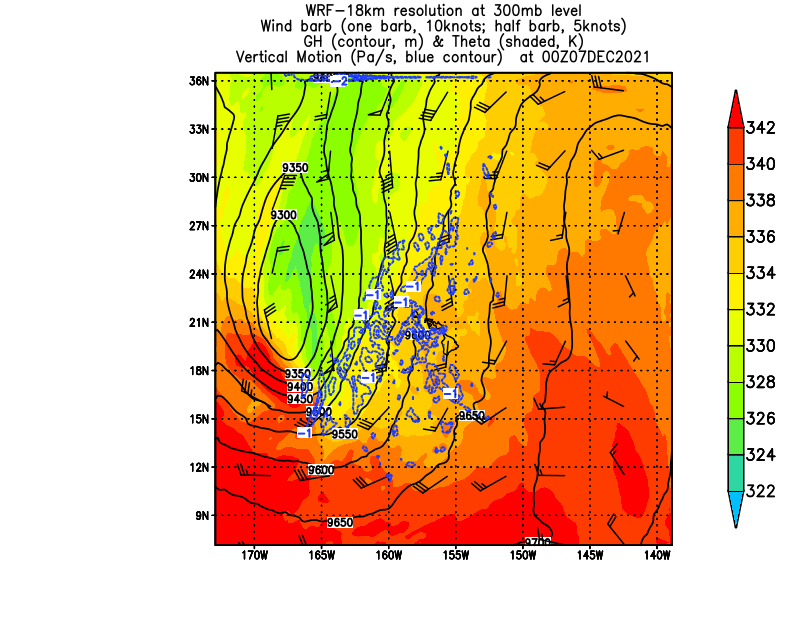 WRF-18km resolution at 300mb level
Wind barb (one barb, 10knots; half barb, 5knots)
GH (contour, m) & Theta (shaded, K)
Vertical Motion (Pa/s, blue contour) at 00Z07DEC2021
36N
-2
342
33N
340
9350
30N
338
9300
27N
336
24N
334
-1
-1
-1
332
-1
21N
9600
330
18N
9350
-1
328
9400
-1
9450
9500
9650
15N
326
-1
9550
324
12N
9600
322
9N
9650
9700
170W 165W 160W 155W 150W 145W 140W